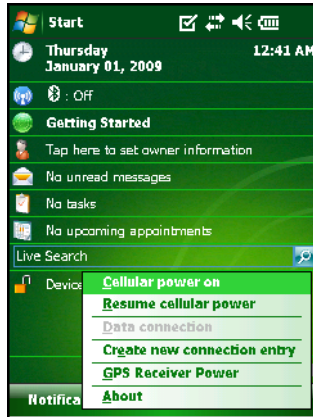 Start
Thursday 12:41 AM
January 01, 2009
: Off
Getting Started
Tap here to set owner information
No unread messages
No tasks
No upcoming appointments
Live Search
Device
Cellular power on
Resume cellular power
Data connection
Create new connection entry
GPS Receiver Power
About
Notifica